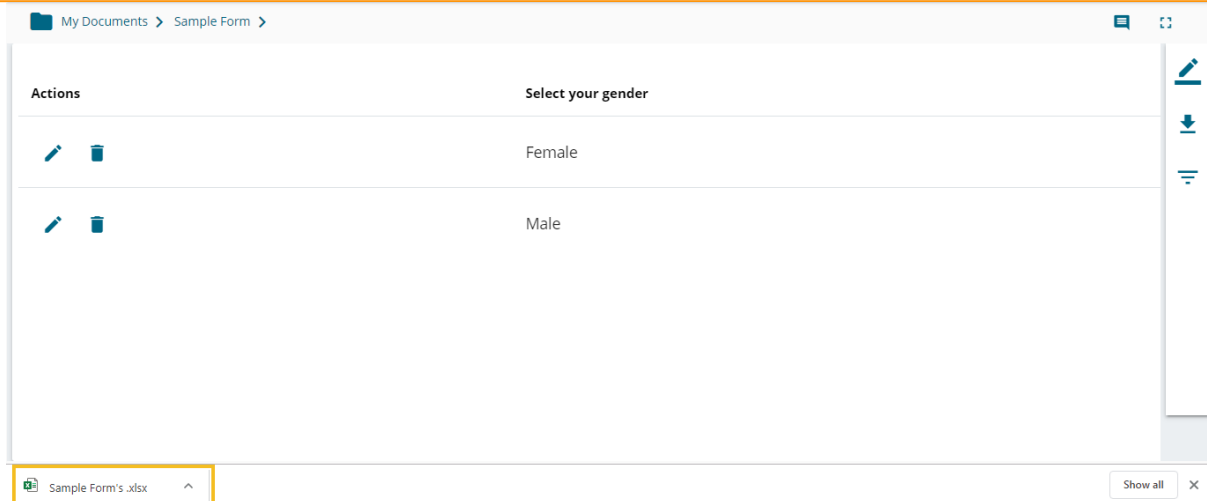 My Documents Sample Form
Actions Select your gender
Female
Male
Sample Form's .xlsx Show all